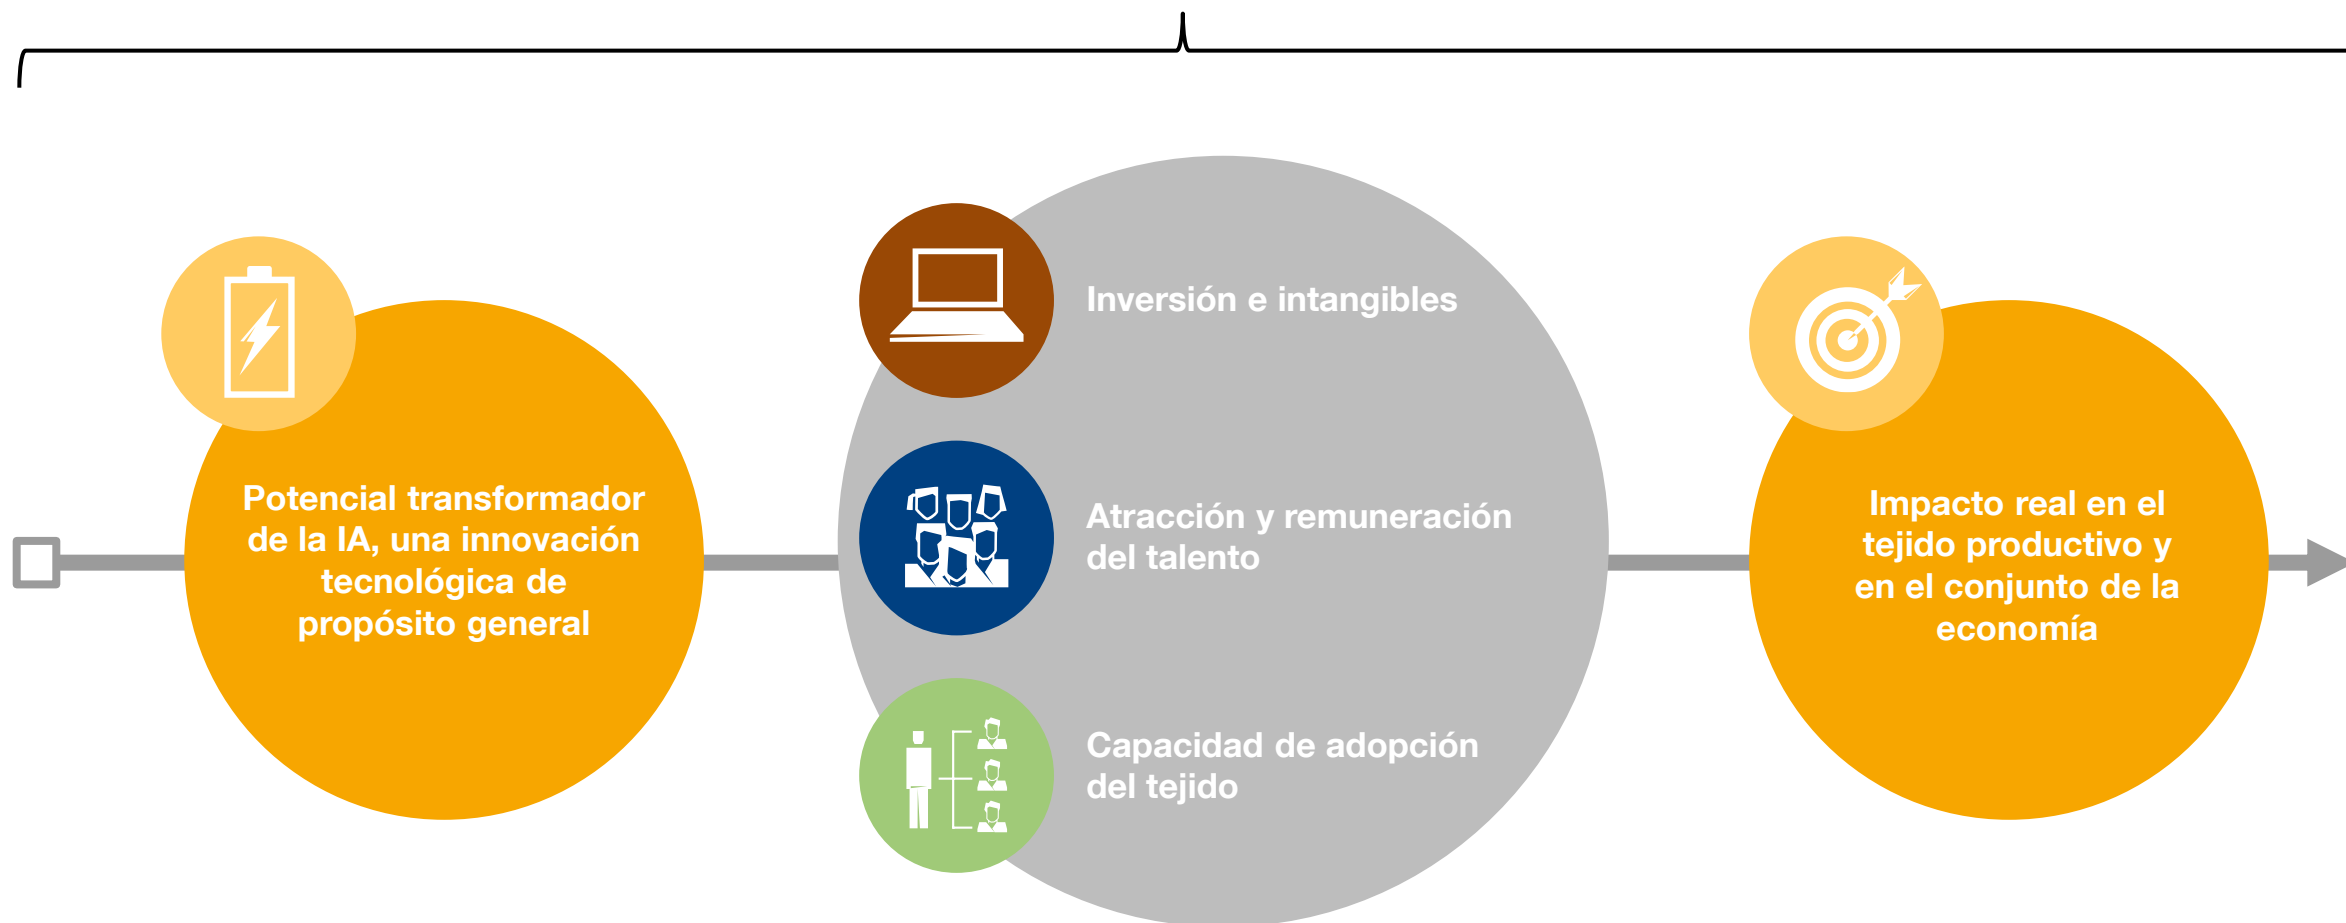 Potencial transformador
de la IA, una innovación
tecnológica de
propósito general
Inversión e intangibles
Atracción y remuneración
del talento
Capacidad de adopción
del tejido
Impacto real en el
tejido productivo y
en el conjunto de la
economía